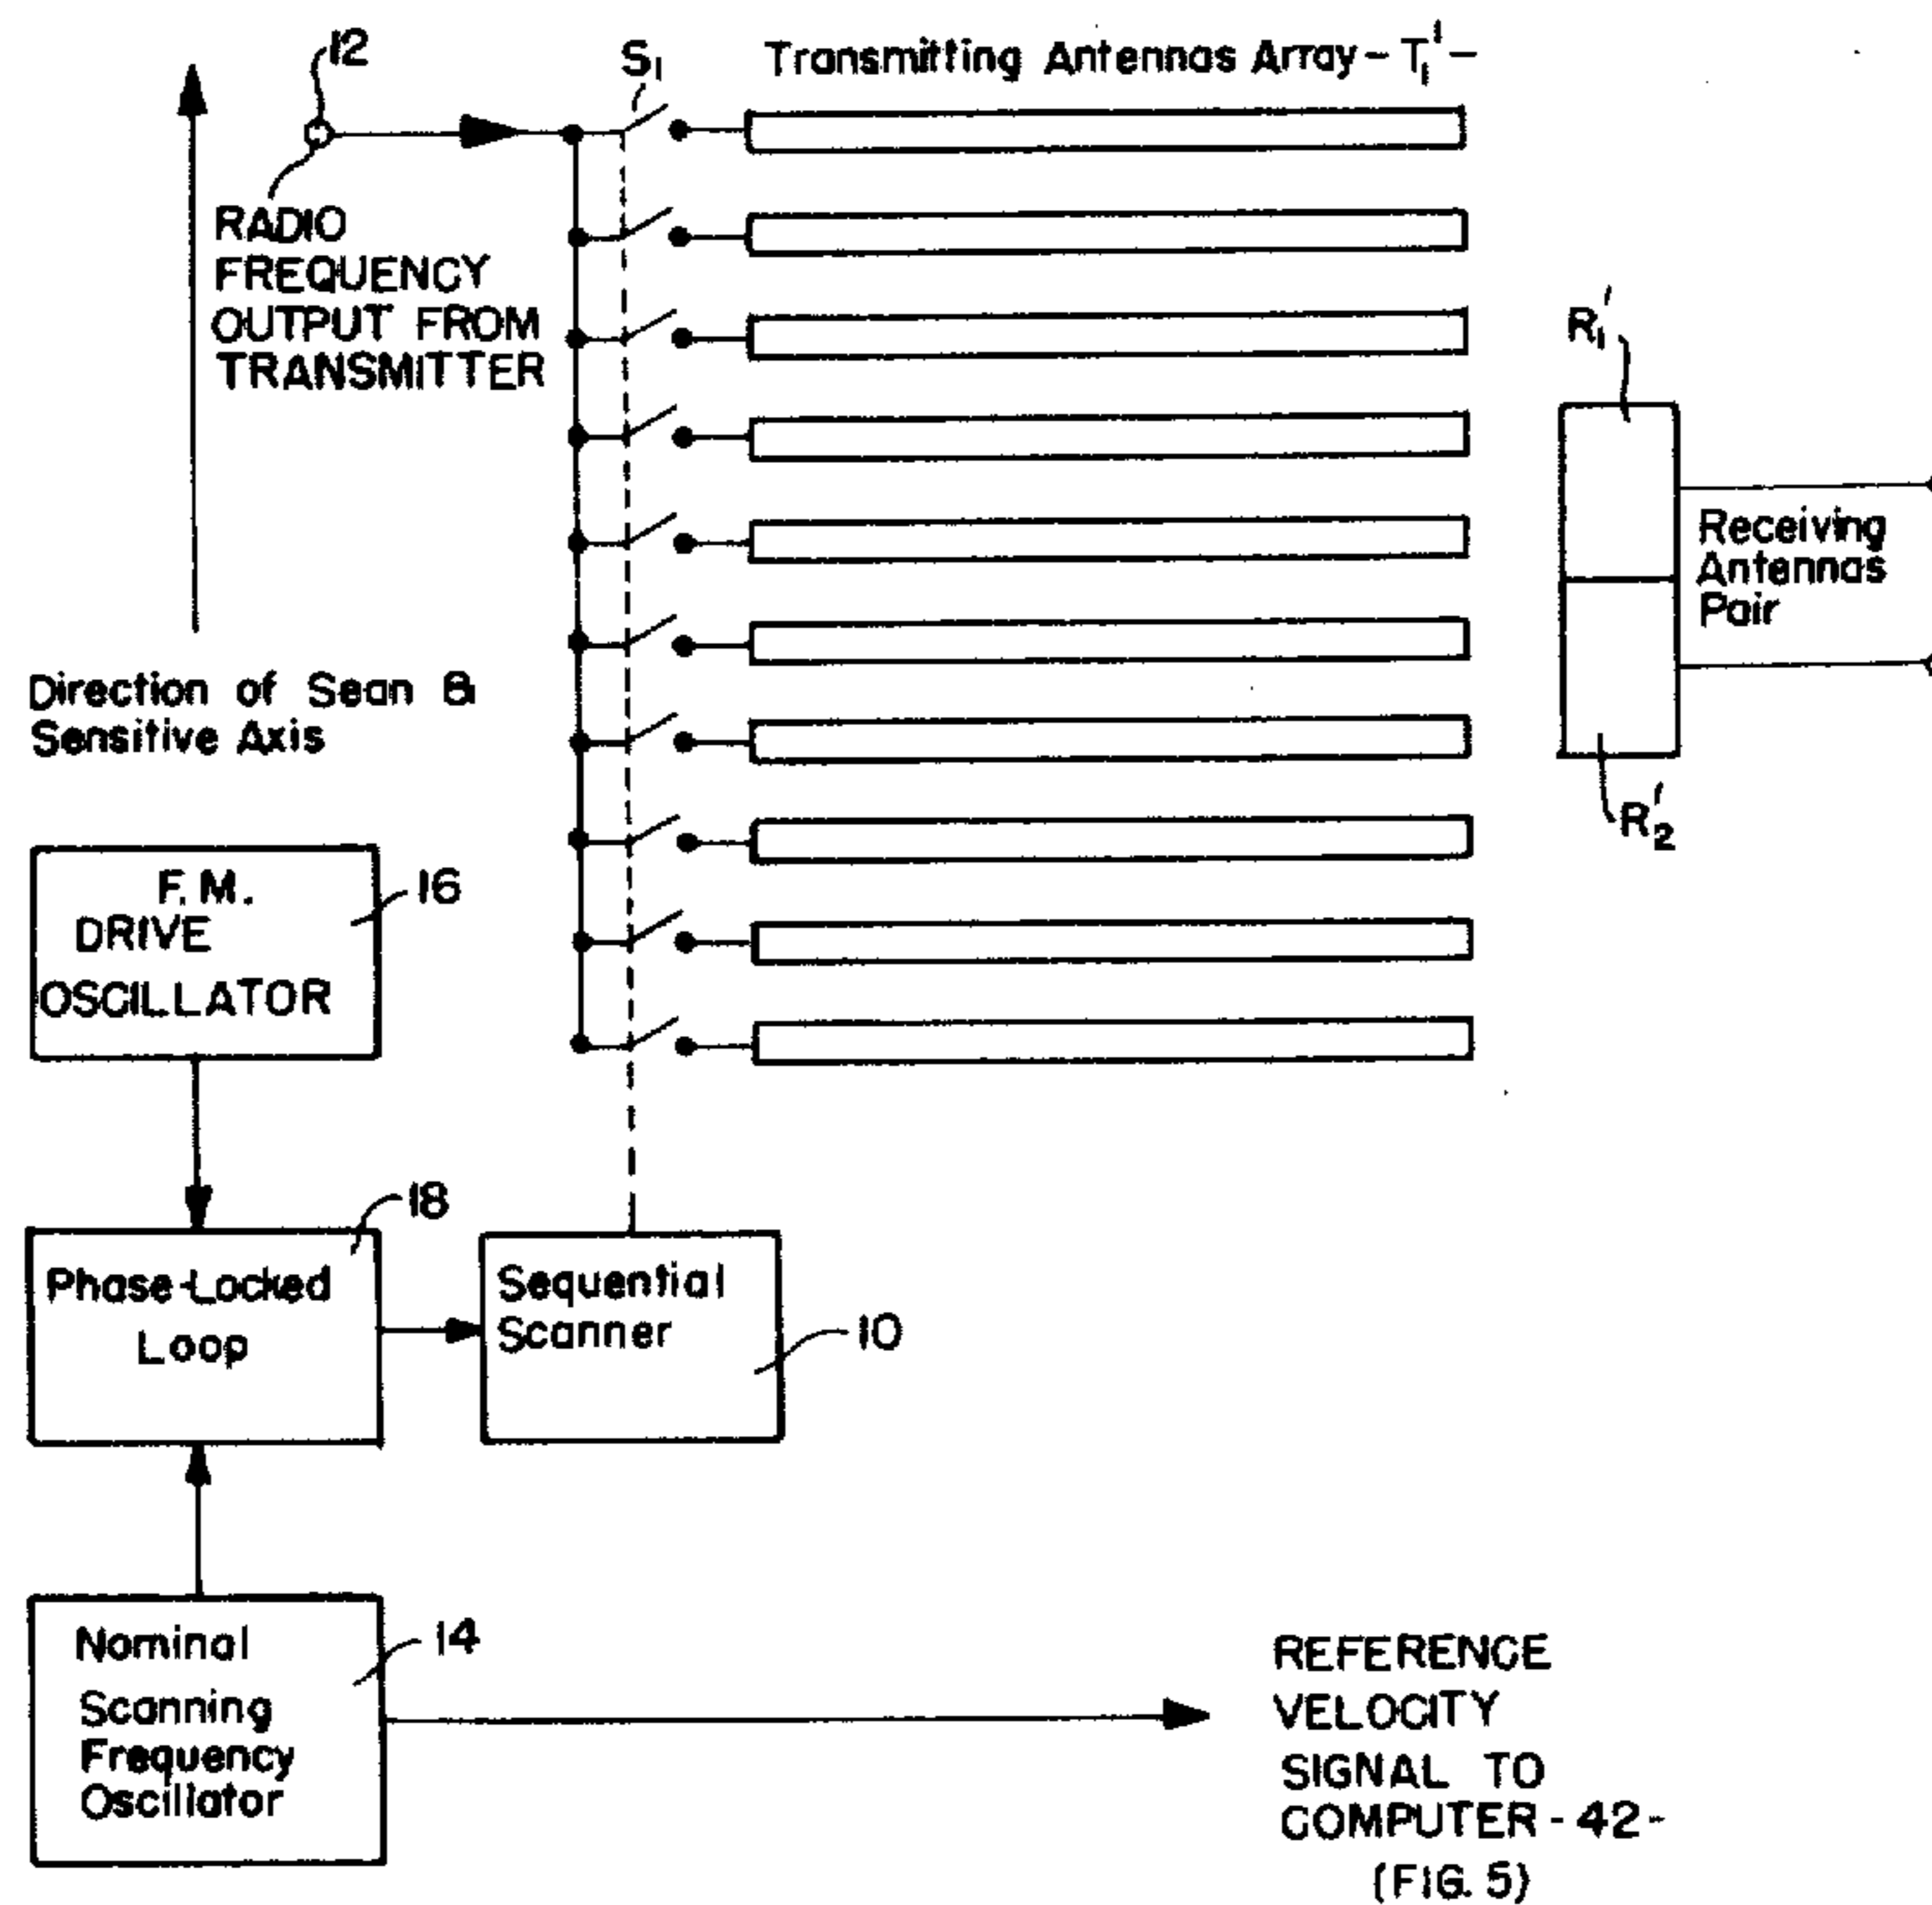 12
S₁
Transmitting Antennas Array - T₁' -
RADIO
FREQUENCY
OUTPUT FROM
TRANSMITTER
R₁'
Receiving
Antennas
Pair
R₂'
Direction of Sean &
Sensitive Axis
F.M.
DRIVE
OSCILLATOR
16
18
Phase-Locked
Loop
Sequential
Scanner
10
Nominal
Scanning
Frequency
Oscillator
14
REFERENCE
VELOCITY
SIGNAL TO
COMPUTER - 42 -
(FIG. 5)